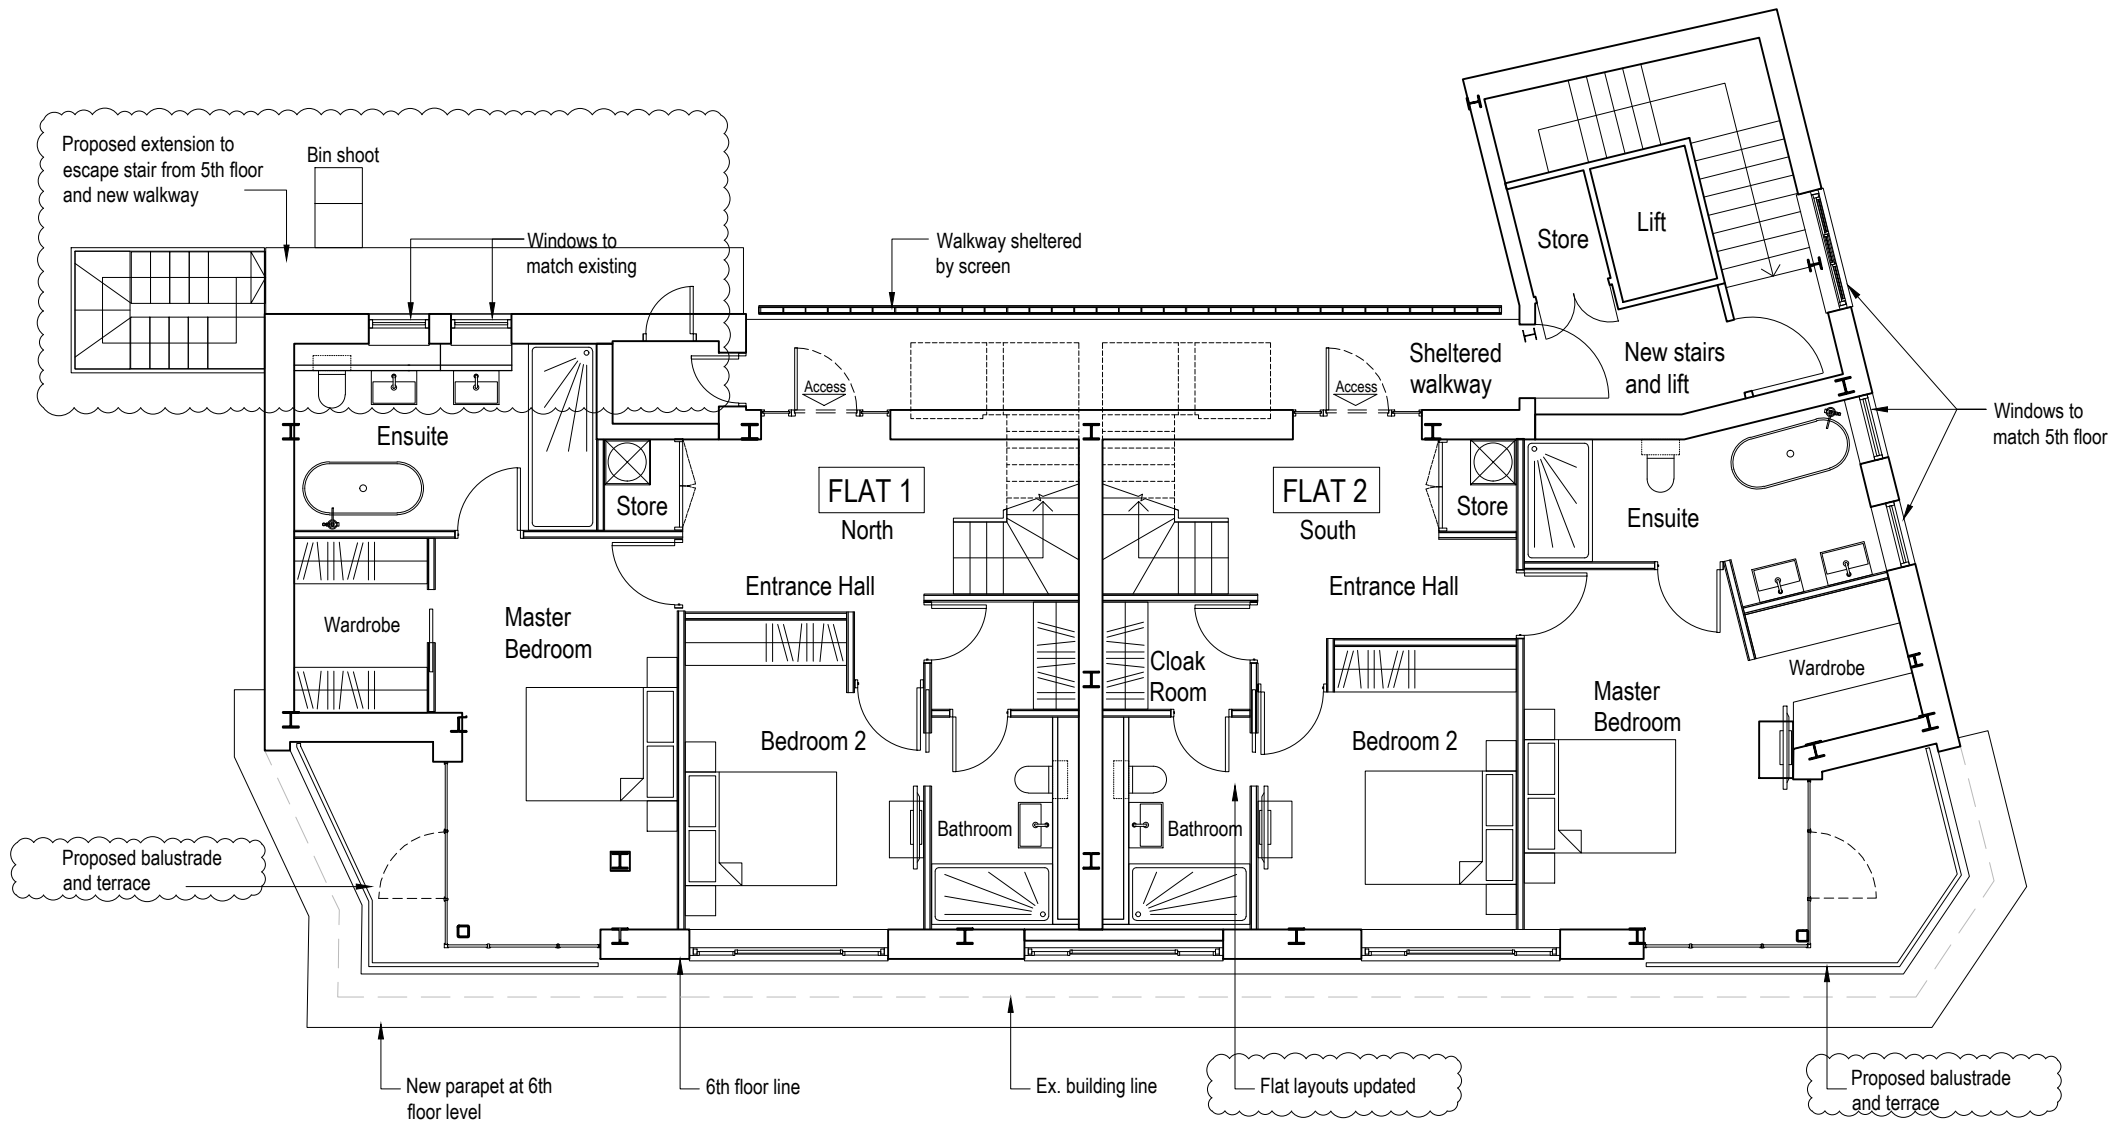 Proposed extension to
escape stair from 5th floor
and new walkway
Bin shoot
Windows to
match existing
Walkway sheltered
by screen
Store
Lift
New stairs
and lift
Sheltered
walkway
Access
Access
Windows to
match 5th floor
Ensuite
Store
FLAT 1
North
FLAT 2
South
Store
Ensuite
Entrance Hall
Entrance Hall
Wardrobe
Master
Bedroom
Cloak
Room
Wardrobe
Master
Bedroom
Bedroom 2
Bedroom 2
Bathroom
Bathroom
Proposed balustrade
and terrace
New parapet at 6th
floor level
6th floor line
Ex. building line
Flat layouts updated
Proposed balustrade
and terrace